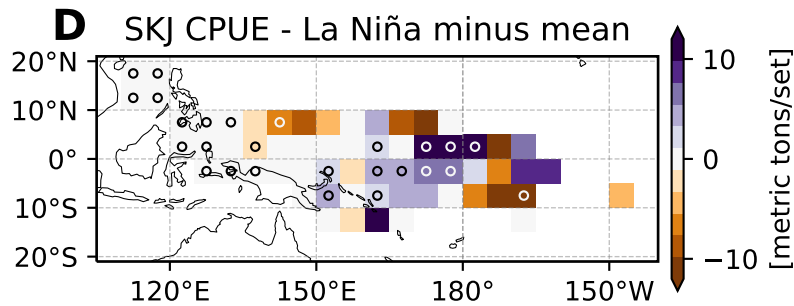 D SKJ CPUE - La Niña minus mean
20°N
10°N
0°
10°S
20°S
120°E 150°E 180° 150°W
10
0
−10
[metric tons/set]